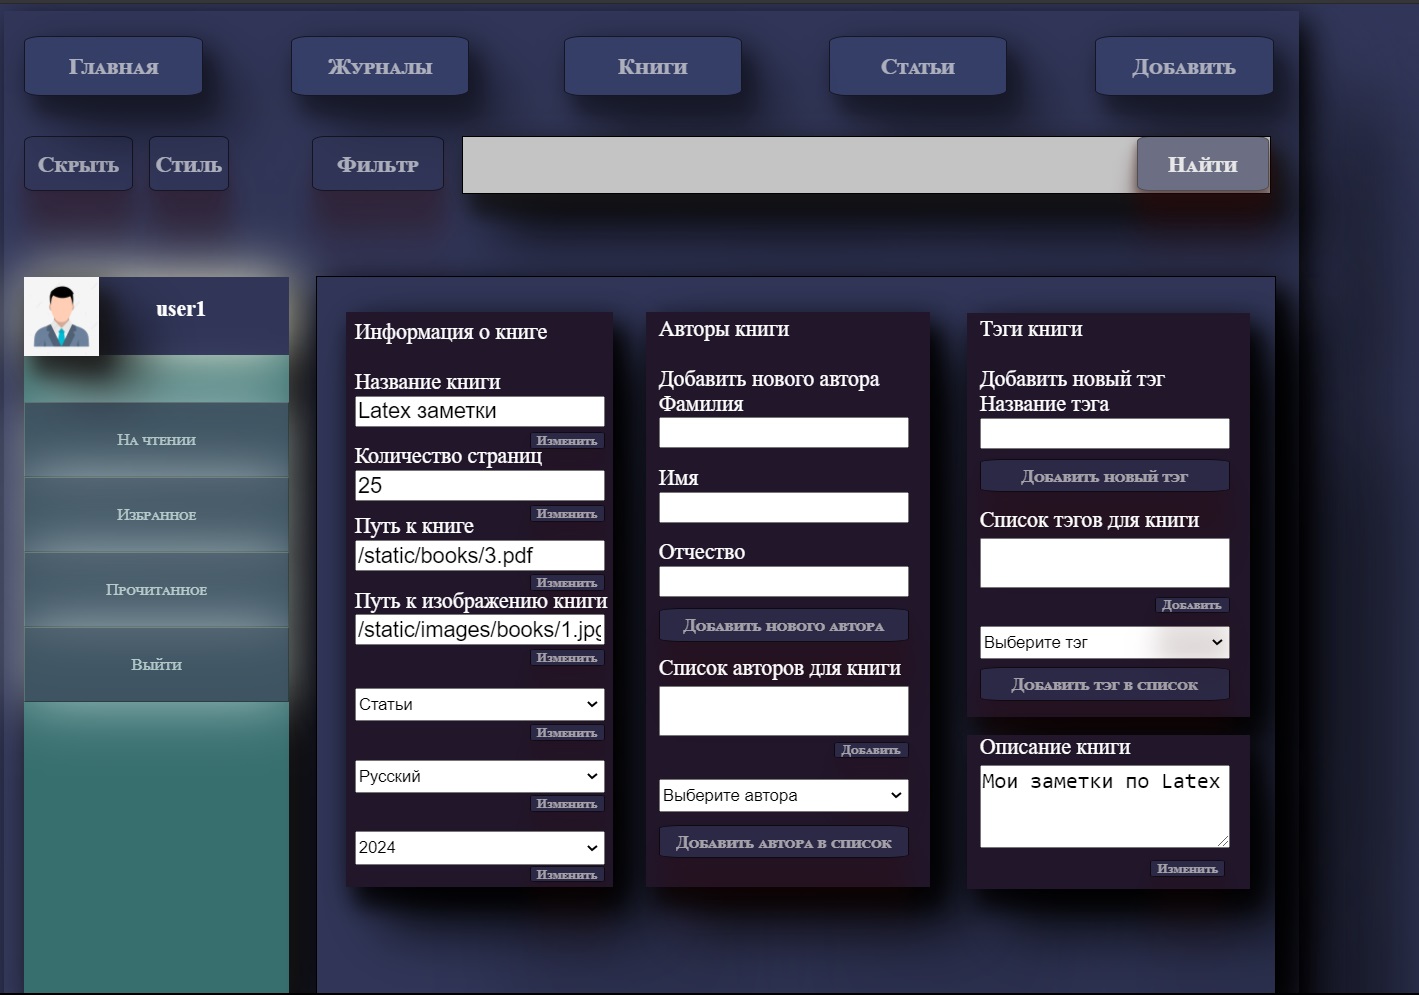 Главная
Журналы
Книги
Статьи
Добавить
Скрыть
Стиль
Фильтр
Найти
user1
На чтении
Избранное
Прочитанное
Выйти
Информация о книге
Название книги
Latex заметки
Изменить
Количество страниц
25
Изменить
Путь к книге
/static/books/3.pdf
Изменить
Путь к изображению книги
/static/images/books/1.jpg
Изменить
Статьи
Изменить
Русский
Изменить
2024
Изменить
Авторы книги
Добавить нового автора
Фамилия
Имя
Отчество
Добавить нового автора
Список авторов для книги
Добавить
Выберите автора
Добавить автора в список
Тэги книги
Добавить новый тэг
Название тэга
Добавить новый тэг
Список тэгов для книги
Добавить
Выберите тэг
Добавить тэг в список
Описание книги
Мои заметки по Latex
Изменить